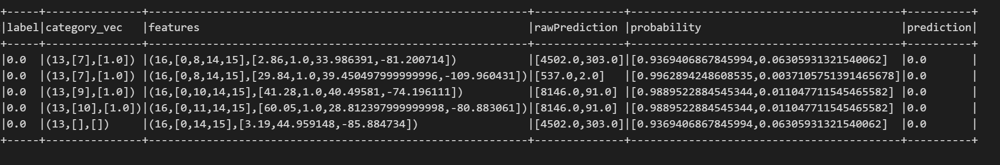 +-----+---------------+-----------------------------------------------------------+--------------+------------------------------------------+----------+
|label|category_vec   |features                                                   |rawPrediction |probability                               |prediction|
+-----+---------------+-----------------------------------------------------------+--------------+------------------------------------------+----------+
|0.0  |(13,[7],[1.0]) |(16,[0,8,14,15],[2.86,1.0,33.986391,-81.200714])           |[4502.0,303.0]|[0.9369406867845994,0.06305931321540062]  |0.0       |
|0.0  |(13,[7],[1.0]) |(16,[0,8,14,15],[29.84,1.0,39.450497999999996,-109.960431])|[537.0,2.0]   |[0.9962894248608535,0.0037105751391465678]|0.0       |
|0.0  |(13,[9],[1.0]) |(16,[0,10,14,15],[41.28,1.0,40.49581,-74.196111])          |[8146.0,91.0] |[0.9889522884545344,0.011047711545465582] |0.0       |
|0.0  |(13,[10],[1.0])|(16,[0,11,14,15],[60.05,1.0,28.812397999999998,-80.883061])|[8146.0,91.0] |[0.9889522884545344,0.011047711545465582] |0.0       |
|0.0  |(13,[],[])     |(16,[0,14,15],[3.19,44.959148,-85.884734])                 |[4502.0,303.0]|[0.9369406867845994,0.06305931321540062]  |0.0       |
+-----+---------------+-----------------------------------------------------------+--------------+------------------------------------------+----------+